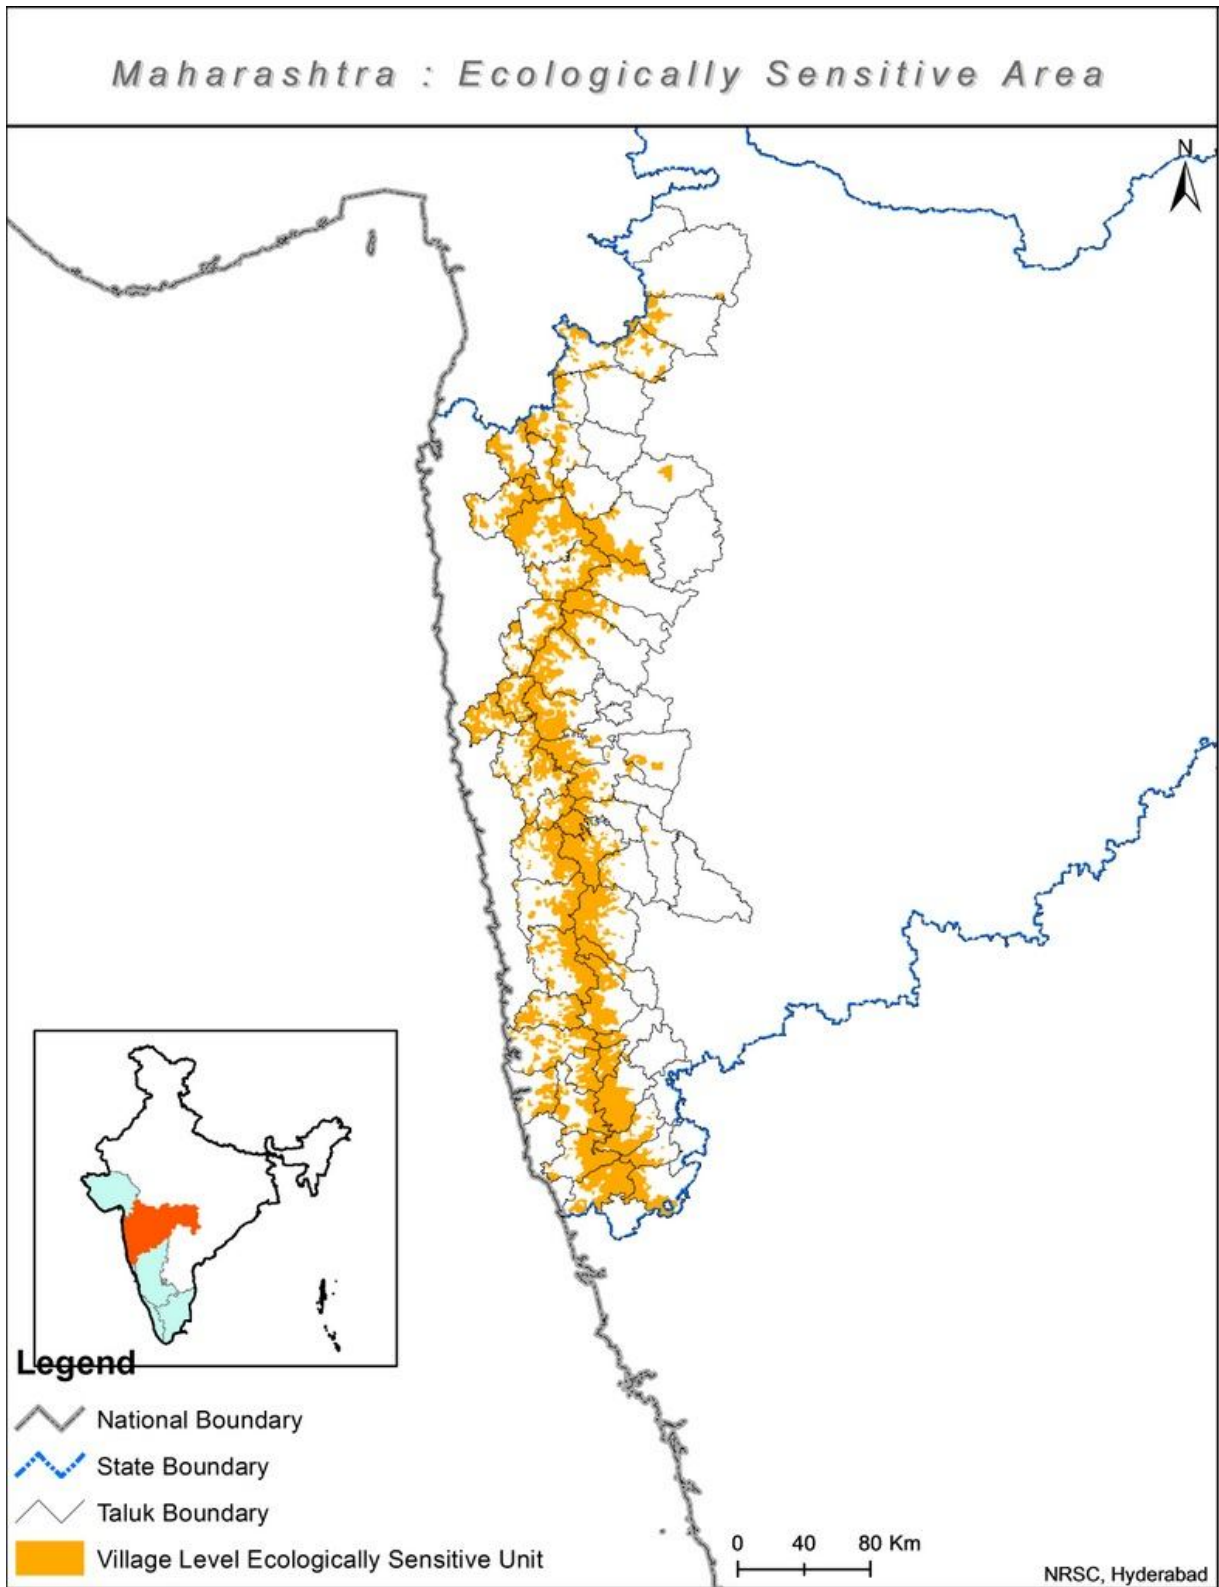 Maharashtra : Ecologically Sensitive Area
N
Legend
National Boundary
State Boundary
Taluk Boundary
Village Level Ecologically Sensitive Unit
0 40 80 Km
NRSC, Hyderabad